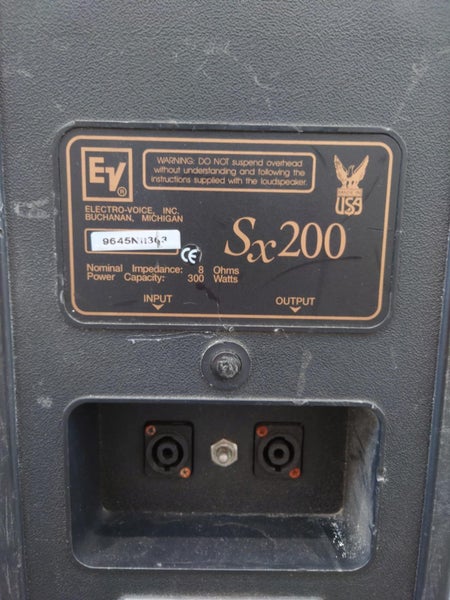 EV®
WARNING: DO NOT suspend overhead
without understanding and following the
instructions supplied with the loudspeaker.
USA
ELECTRO-VOICE, INC.
BUCHANAN, MICHIGAN
Sx200
CE
Nominal Impedance: 8 Ohms
Power Capacity: 300 Watts
INPUT
OUTPUT